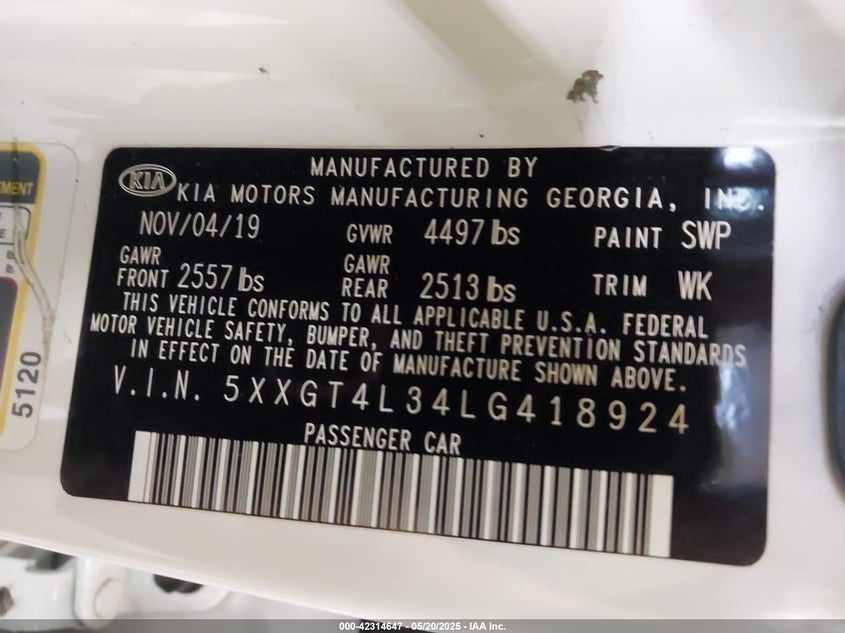 MANUFACTURED BY
KIA KIA MOTORS MANUFACTURING GEORGIA, INC.
NOV/04/19 GVWR 4497 lbs PAINT SWP
GAWR FRONT 2557 lbs GAWR REAR 2513 lbs TRIM WK
THIS VEHICLE CONFORMS TO ALL APPLICABLE U.S.A. FEDERAL
MOTOR VEHICLE SAFETY, BUMPER, AND THEFT PREVENTION STANDARDS
IN EFFECT ON THE DATE OF MANUFACTURE SHOWN ABOVE.
V.I.N. 5XXGT4L34LG418924
PASSENGER CAR
5120
000-42314647 - 05/20/2025 - IAA Inc.